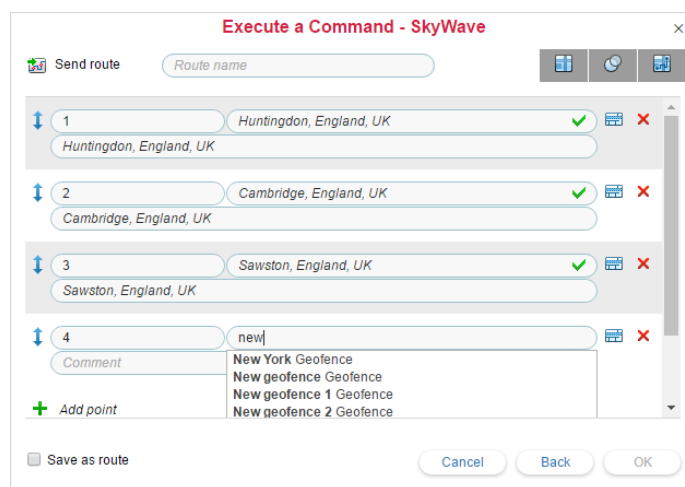 Execute a Command - SkyWave
Send route
Route name
1
Huntingdon, England, UK
Huntingdon, England, UK
2
Cambridge, England, UK
Cambridge, England, UK
3
Sawston, England, UK
Sawston, England, UK
4
new
Comment
New York Geofence
New geofence Geofence
New geofence 1 Geofence
New geofence 2 Geofence
Add point
Save as route
Cancel
Back
OK